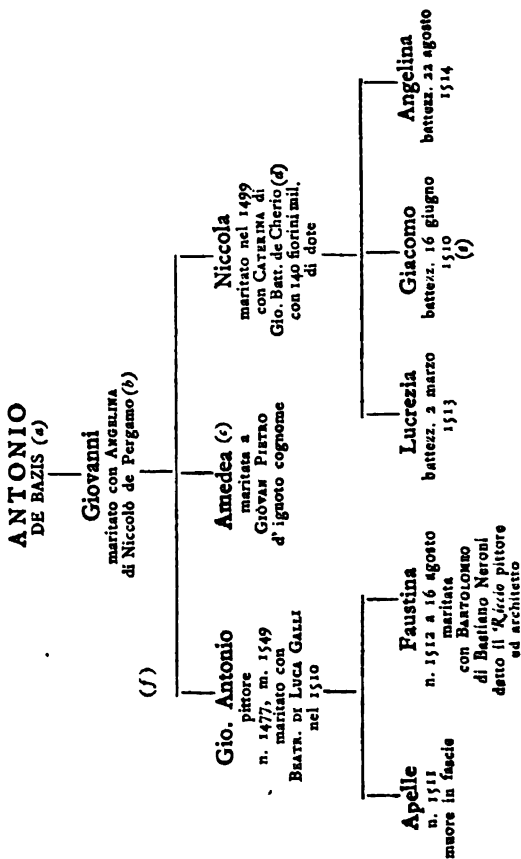 ANTONIO
DE BAZIS (a)
Giovanni
maritato con ANGELINA
di Niccolò de Pergamo (b)
(f)
Gio. Antonio
pittore
n. 1477, m. 1549
maritato con
BEATR. DI LUCA GALLI
nel 1510
Amedea (c)
maritata a
GIOVAN PIETRO
d' ignoto cognome
Niccola
maritato nel 1499
con CATERINA di
Gio. Batt. de Cherio (d)
con 140 fiorini mil.
di dote
Apelle
n. 1511
muore in fascie
Faustina
n. 1512 a 16 agosto
maritata
con BARTOLOMEO
di Bastiano Neroni
detto il Riccio pittore
ed architetto
Lucrezia
battezz. 2 marzo
1513
Giacomo
battezz. 16 giugno
1510
(e)
Angelina
battezz. 22 agosto
1514